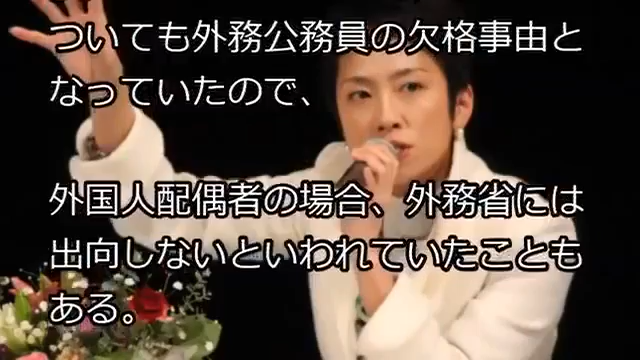 ついても外務公務員の欠格事由と
なっていたので、
外国人配偶者の場合、外務省には
出向しないといわれていたことも
ある。